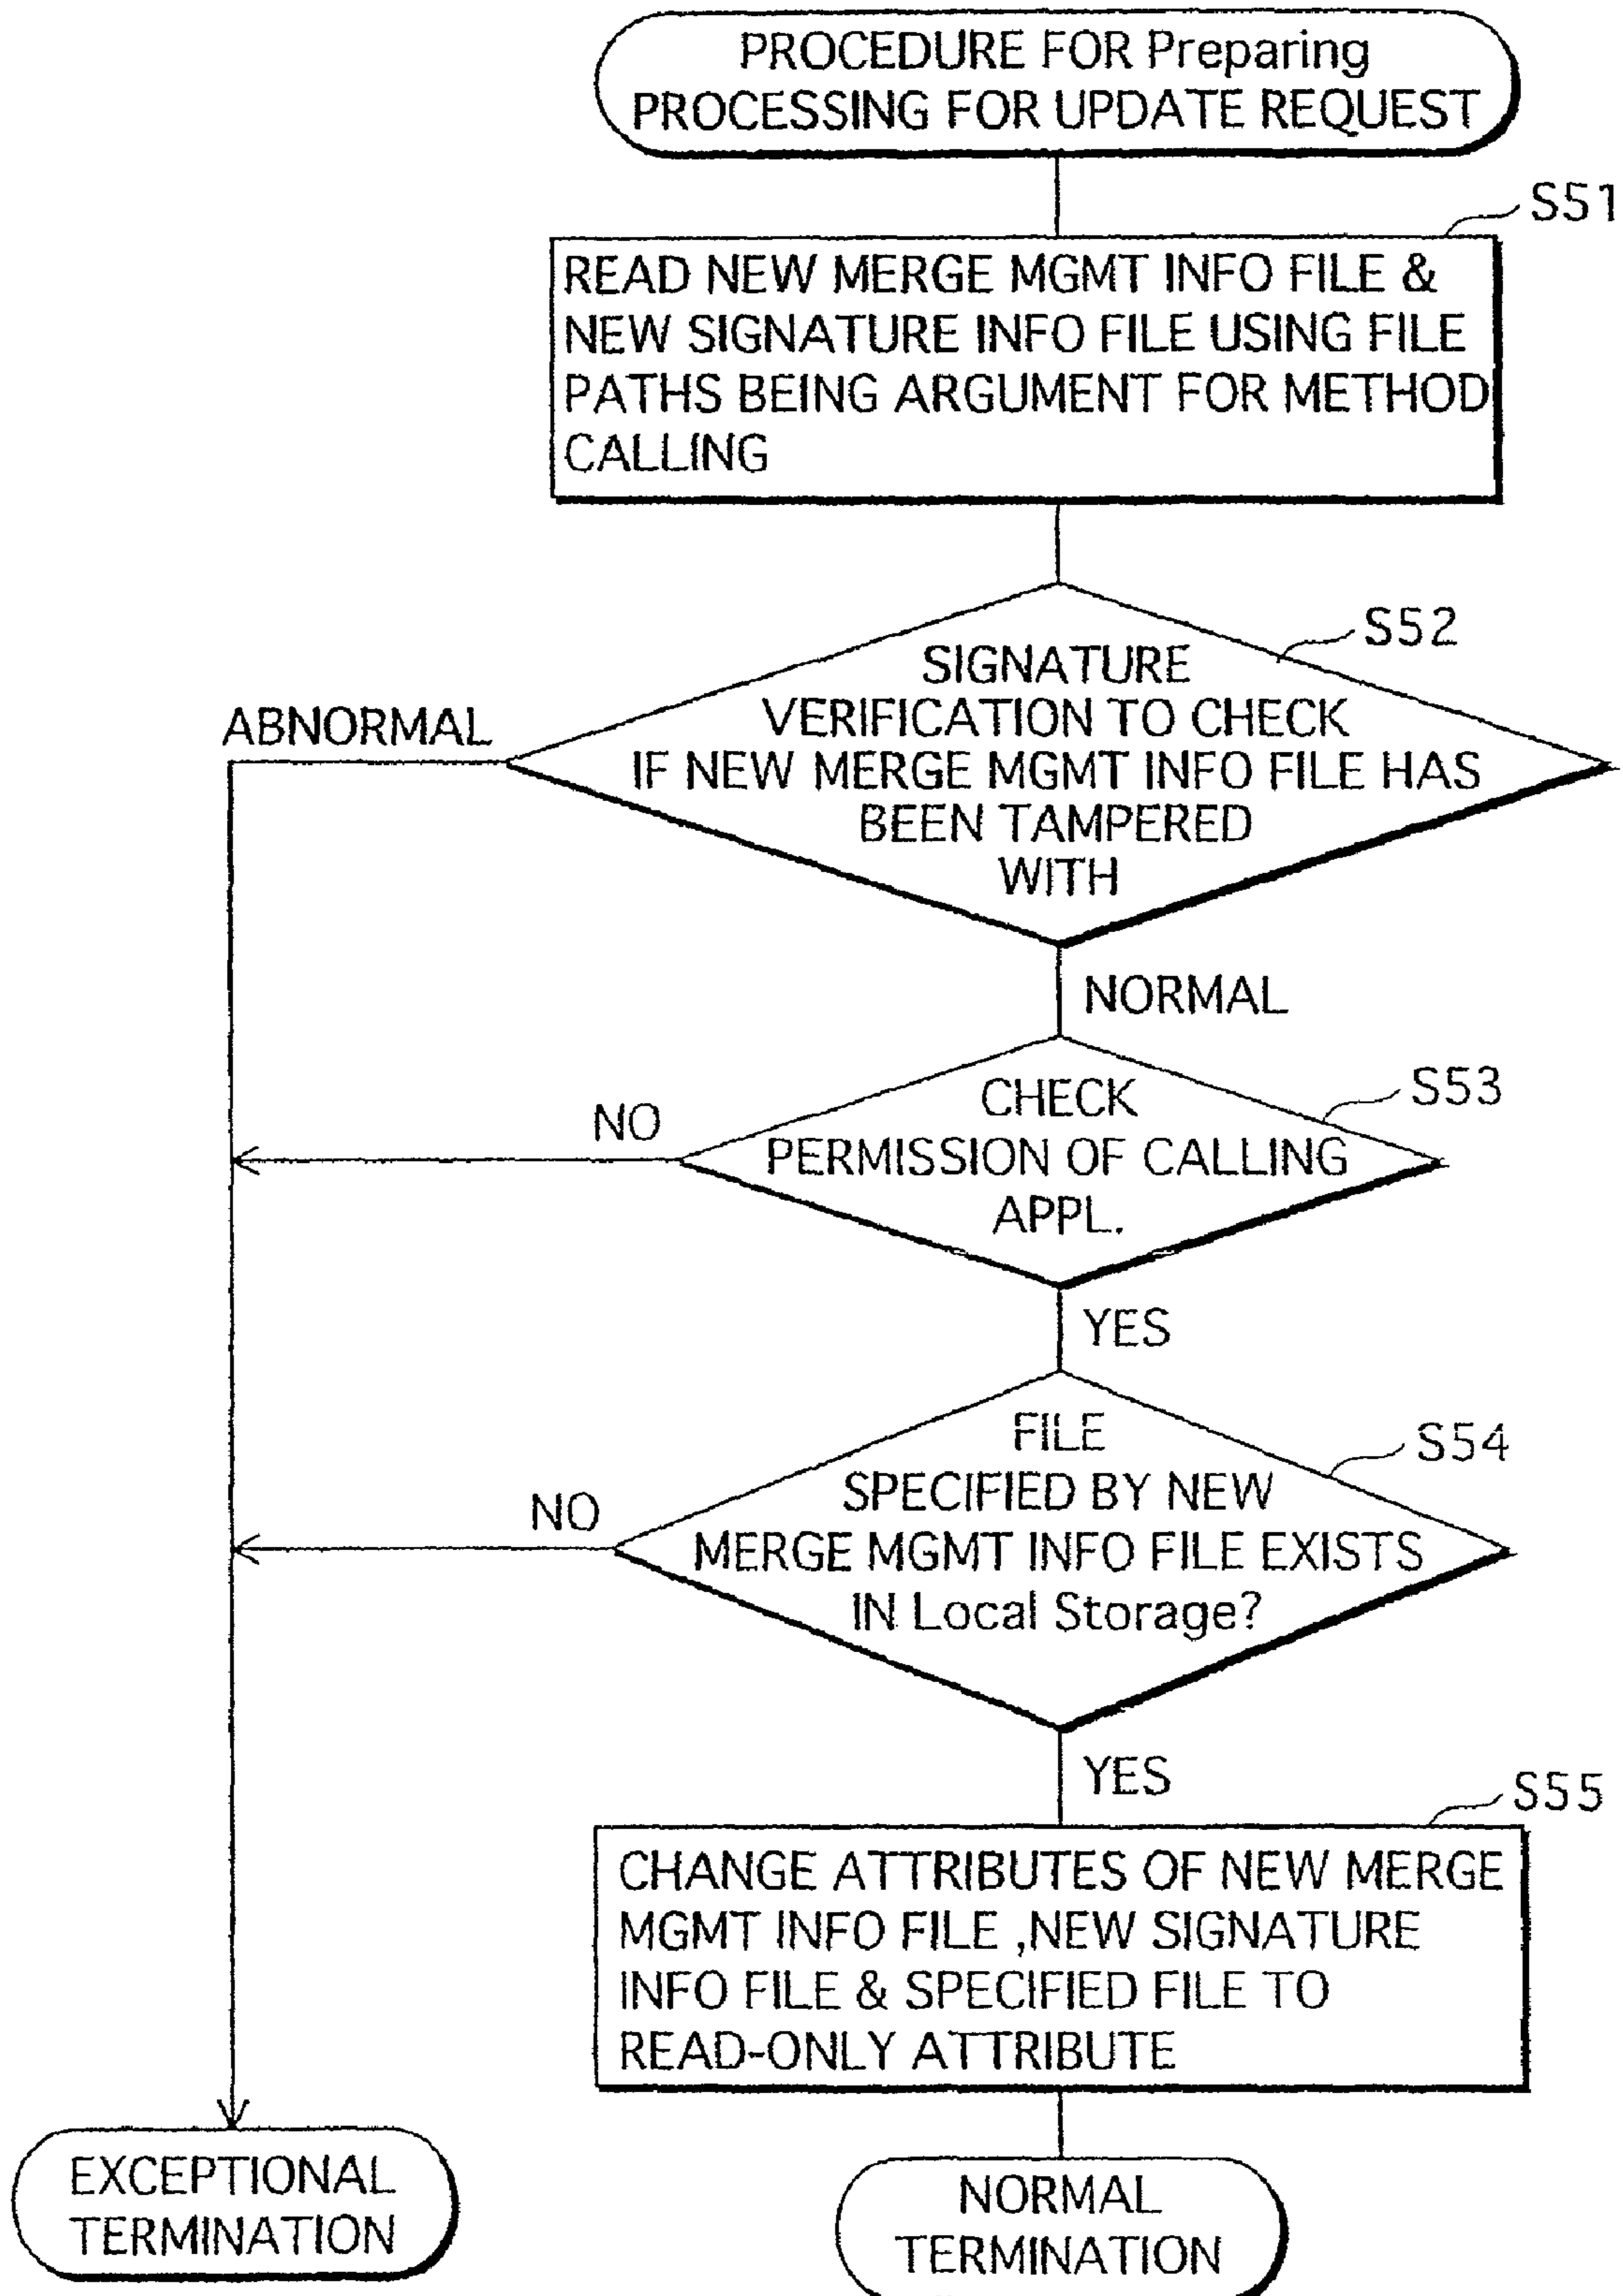 PROCEDURE FOR Preparing
PROCESSING FOR UPDATE REQUEST
S51
READ NEW MERGE MGMT INFO FILE &
NEW SIGNATURE INFO FILE USING FILE
PATHS BEING ARGUMENT FOR METHOD
CALLING
S52
SIGNATURE
VERIFICATION TO CHECK
IF NEW MERGE MGMT INFO FILE HAS
BEEN TAMPERED
WITH
ABNORMAL
NORMAL
S53
CHECK
PERMISSION OF CALLING
APPL.
NO
YES
S54
FILE
SPECIFIED BY NEW
MERGE MGMT INFO FILE EXISTS
IN Local Storage?
NO
YES
S55
CHANGE ATTRIBUTES OF NEW MERGE
MGMT INFO FILE ,NEW SIGNATURE
INFO FILE & SPECIFIED FILE TO
READ-ONLY ATTRIBUTE
EXCEPTIONAL
TERMINATION
NORMAL
TERMINATION